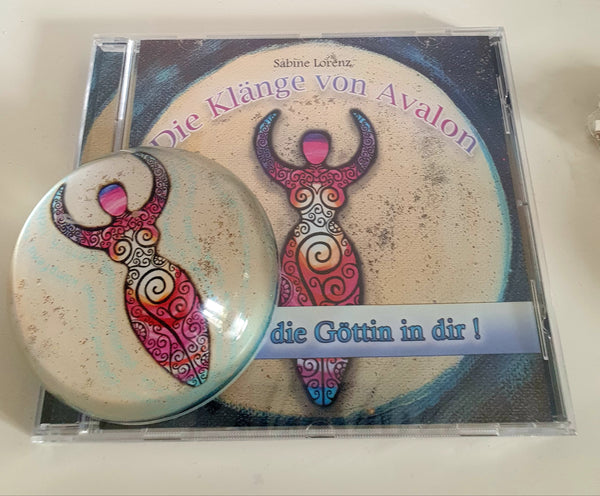 Sabine Lorenz
Die Klänge von Avalon
die Göttin in dir !